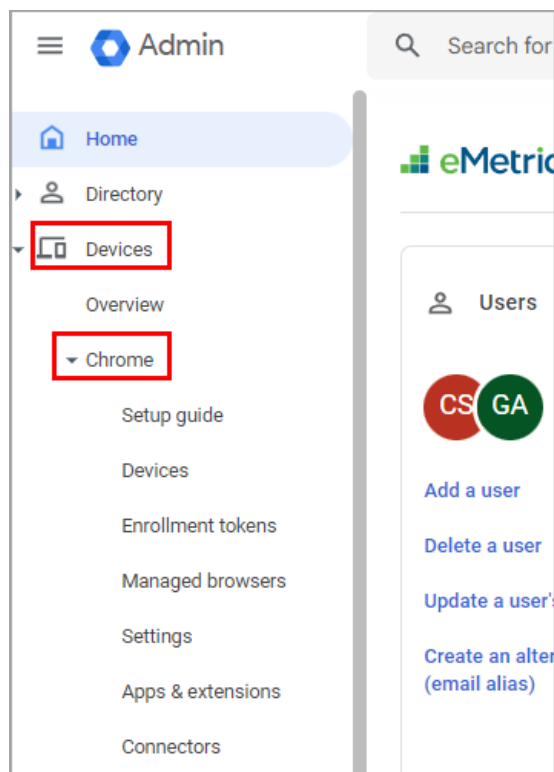 Admin
Search for
Home
Directory
Devices
Overview
Chrome
Setup guide
Devices
Enrollment tokens
Managed browsers
Settings
Apps & extensions
Connectors
eMetric
Users
CS GA
Add a user
Delete a user
Update a user's
Create an alter
(email alias)